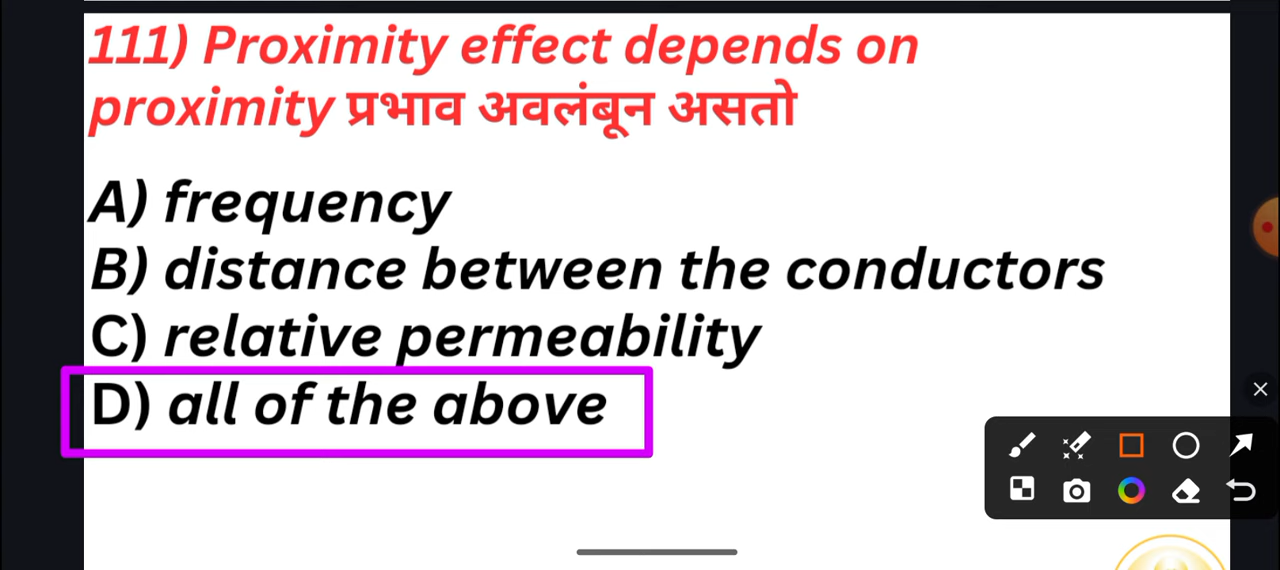 111) Proximity effect depends on
proximity प्रभाव अवलंबून असतो
A) frequency
B) distance between the conductors
C) relative permeability
D) all of the above